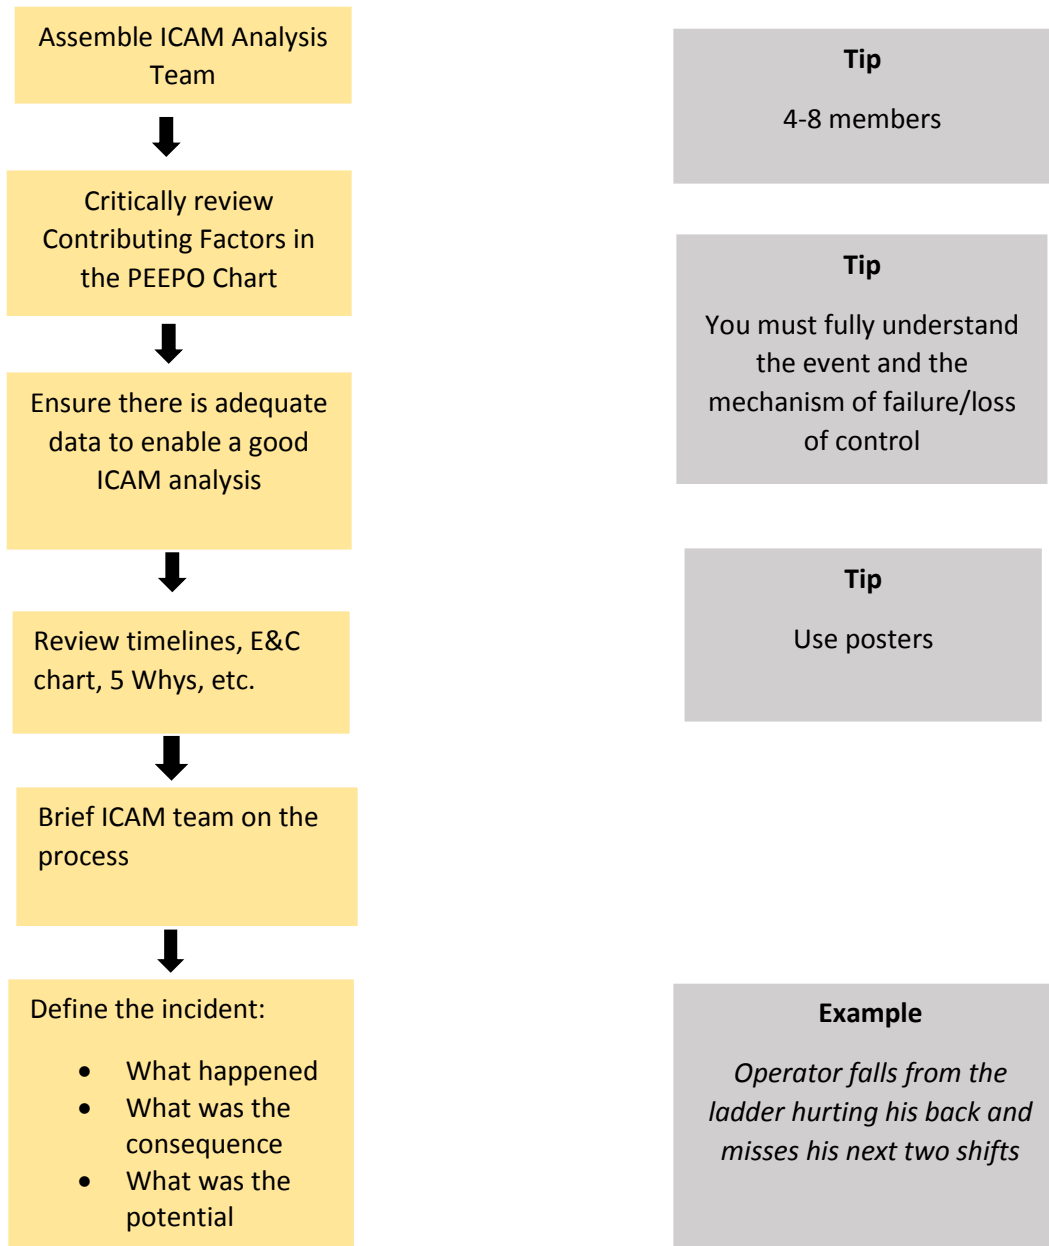 Assemble ICAM Analysis
Team
Tip
4-8 members
Critically review
Contributing Factors in
the PEEPO Chart
Tip
You must fully understand
the event and the
mechanism of failure/loss
of control
Ensure there is adequate
data to enable a good
ICAM analysis
Tip
Use posters
Review timelines, E&C
chart, 5 Whys, etc.
Brief ICAM team on the
process
Define the incident:
• What happened
• What was the
consequence
• What was the
potential
Example
Operator falls from the
ladder hurting his back and
misses his next two shifts